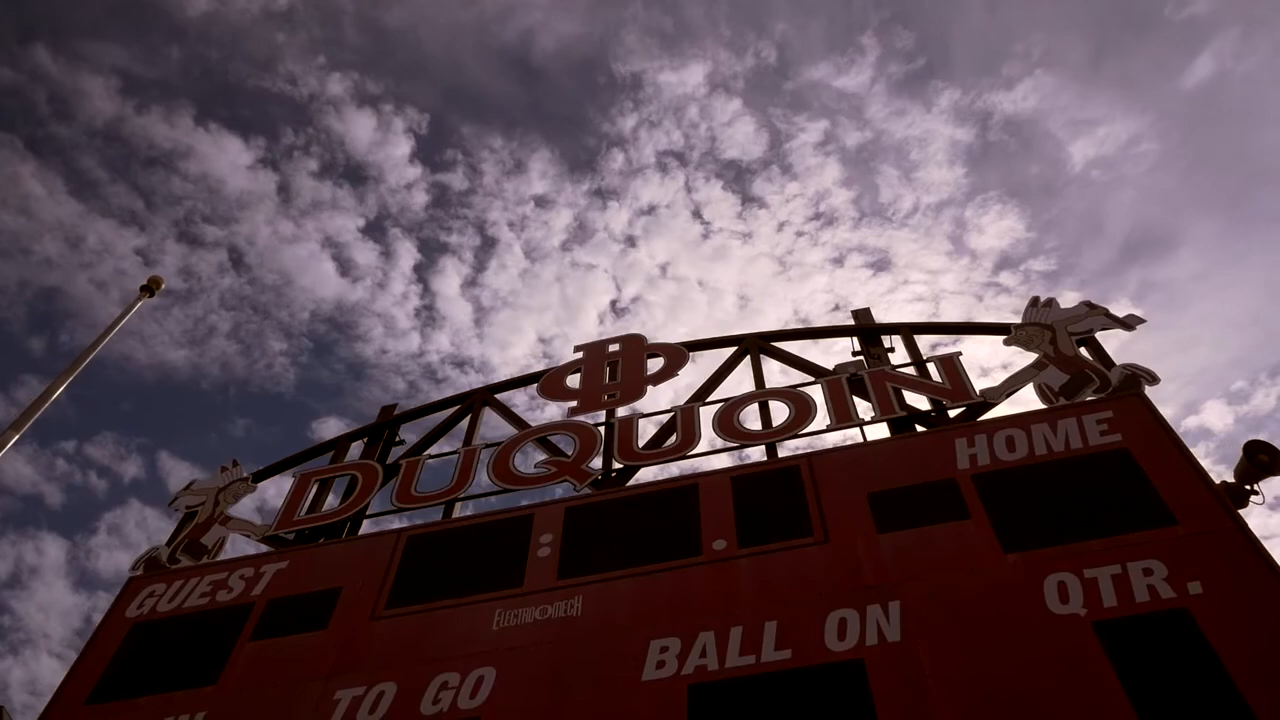 DUQUOIN
HOME
GUEST
ELECTRO MECH
QTR.
BALL ON
TO GO